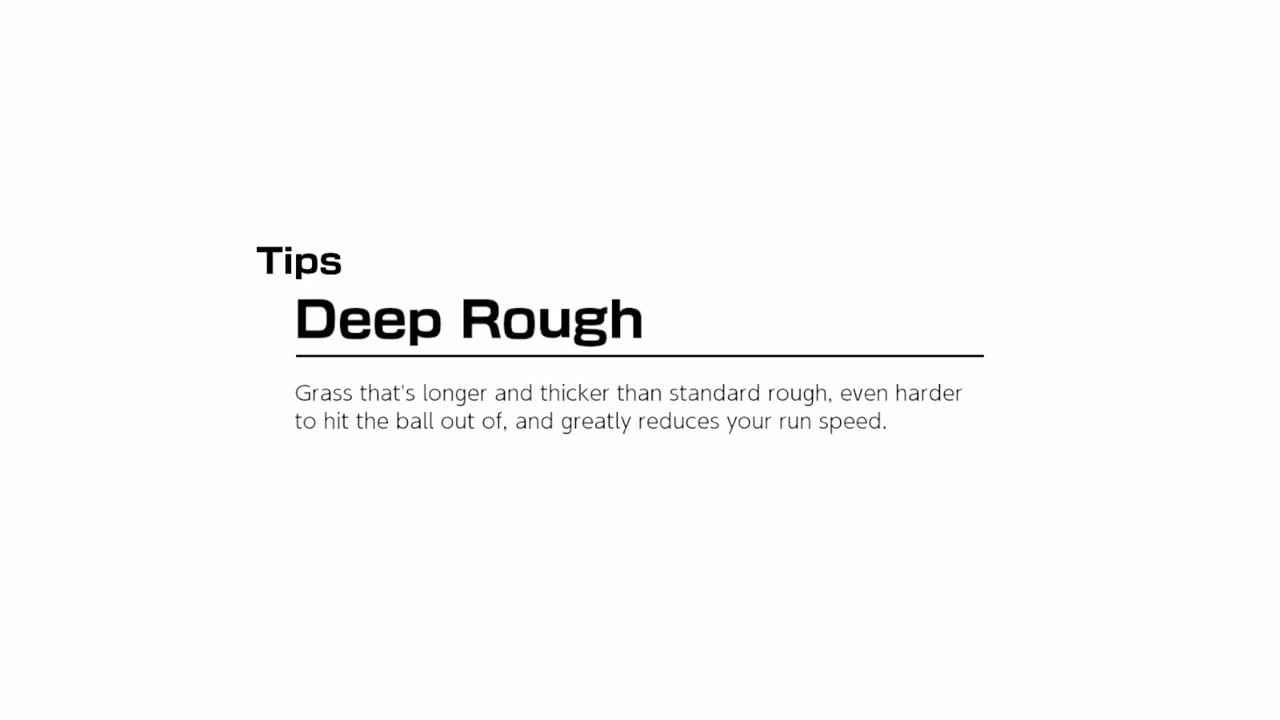 Tips
Deep Rough
Grass that's longer and thicker than standard rough, even harder
to hit the ball out of, and greatly reduces your run speed.